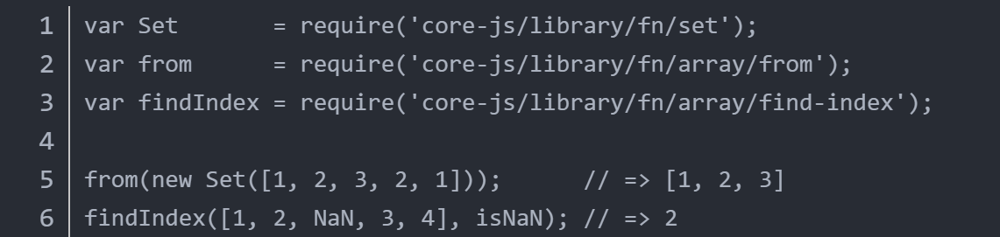 1 var Set       = require('core-js/library/fn/set');
2 var from      = require('core-js/library/fn/array/from');
3 var findIndex = require('core-js/library/fn/array/find-index');
4
5 from(new Set([1, 2, 3, 2, 1]));      // => [1, 2, 3]
6 findIndex([1, 2, NaN, 3, 4], isNaN); // => 2